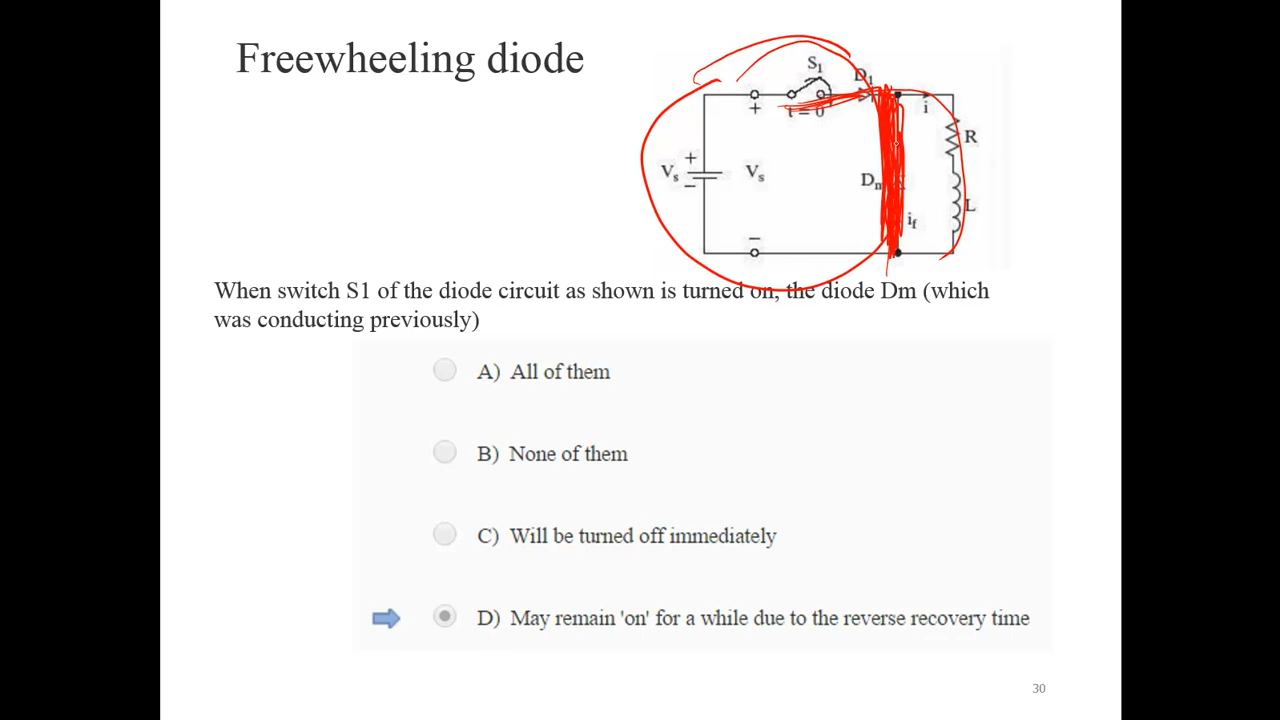 Freewheeling diode
S1
D1
+
t = 0
i
R
+
Vs
−
Vs
Dm
L
if
−
When switch S1 of the diode circuit as shown is turned on, the diode Dm (which
was conducting previously)
A) All of them
B) None of them
C) Will be turned off immediately
D) May remain 'on' for a while due to the reverse recovery time
30